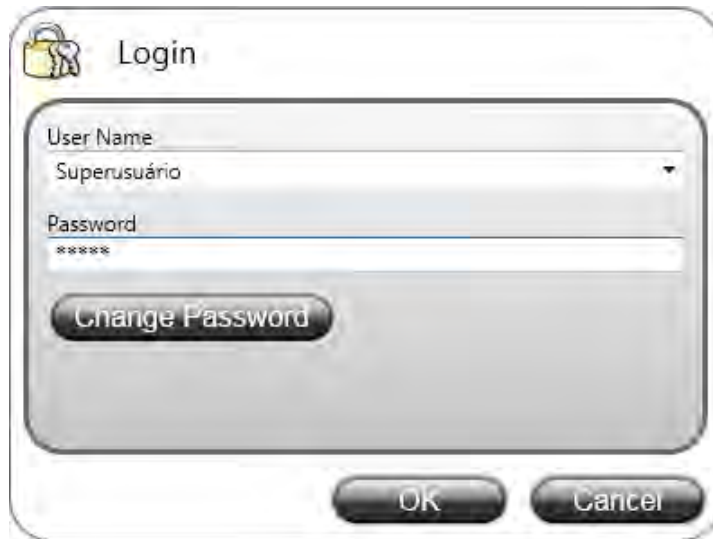 Login
User Name
Superusuário
Password
*****
Change Password
OK
Cancel